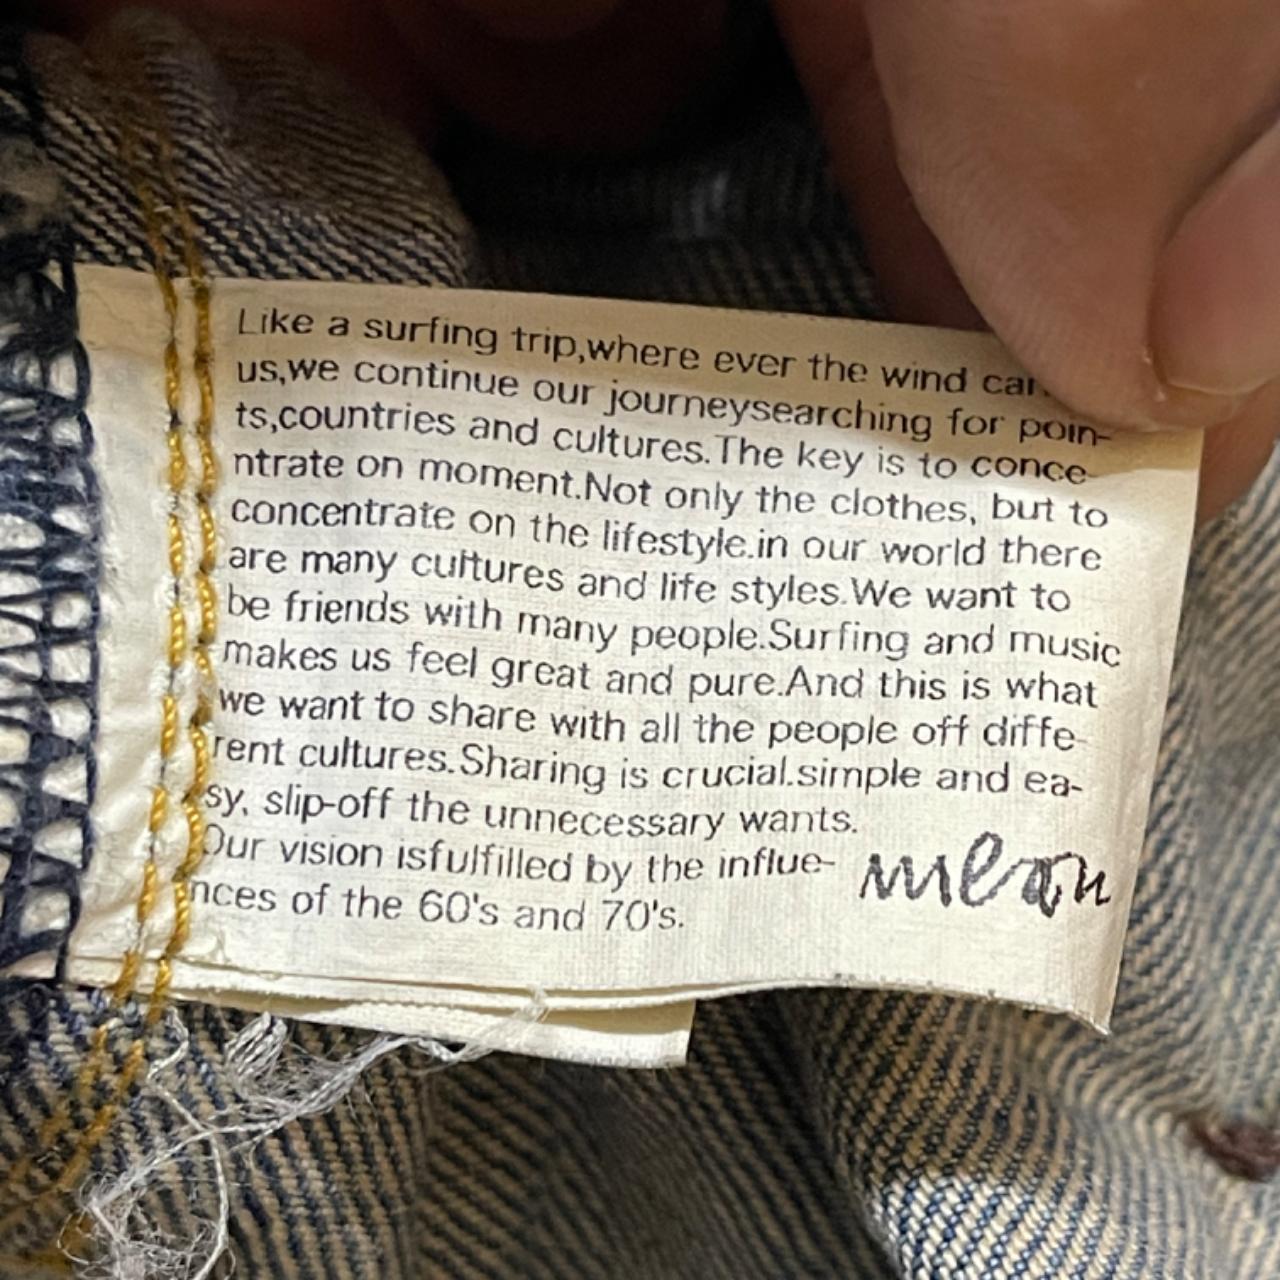 Like a surfing trip,where ever the wind
us,we continue our journeysearching for poin-
ts,countries and cultures.The key is to conce-
ntrate on moment.Not only the clothes, but to
concentrate on the lifestyle.in our world there
are many cultures and life styles.We want to
be friends with many people.Surfing and music
makes us feel great and pure.And this is what
we want to share with all the people off diffe-
rent cultures.Sharing is crucial.simple and ea-
sy, slip-off the unnecessary wants.
Our vision isfulfilled by the influe-
nces of the 60's and 70's.